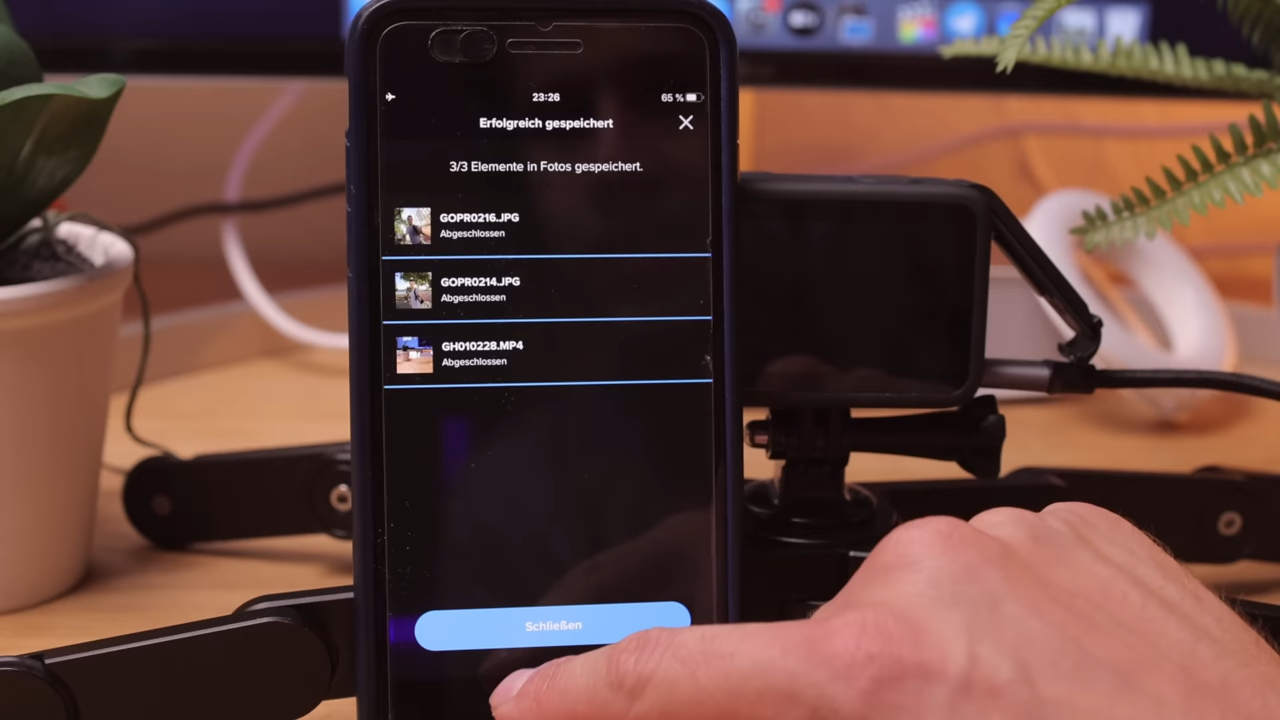 23:26
65 %
Erfolgreich gespeichert
3/3 Elemente in Fotos gespeichert.
GOPR0216.JPG
Abgeschlossen
GOPR0214.JPG
Abgeschlossen
GH010228.MP4
Abgeschlossen
Schließen